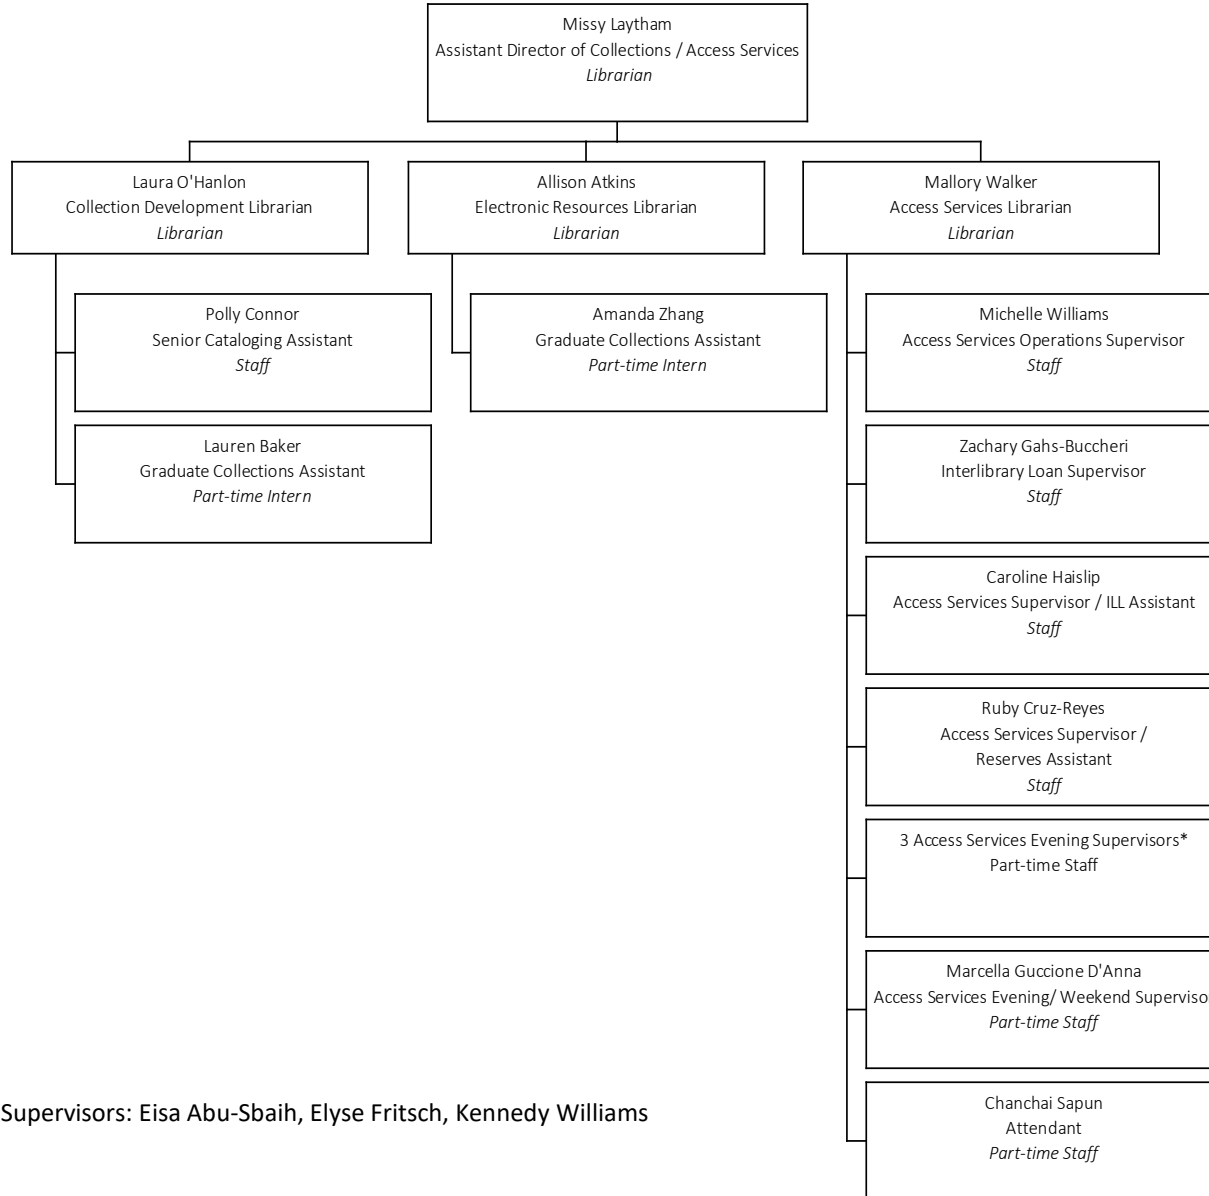 Missy Laytham
Assistant Director of Collections / Access Services
Librarian
Laura O'Hanlon
Collection Development Librarian
Librarian
Polly Connor
Senior Cataloging Assistant
Staff
Lauren Baker
Graduate Collections Assistant
Part-time Intern
Allison Atkins
Electronic Resources Librarian
Librarian
Amanda Zhang
Graduate Collections Assistant
Part-time Intern
Mallory Walker
Access Services Librarian
Librarian
Michelle Williams
Access Services Operations Supervisor
Staff
Zachary Gahs-Buccheri
Interlibrary Loan Supervisor
Staff
Caroline Haislip
Access Services Supervisor / ILL Assistant
Staff
Ruby Cruz-Reyes
Access Services Supervisor /
Reserves Assistant
Staff
3 Access Services Evening Supervisors*
Part-time Staff
Marcella Guccione D'Anna
Access Services Evening/ Weekend Superviso
Part-time Staff
Chanchai Sapun
Attendant
Part-time Staff
Supervisors: Eisa Abu-Sbaih, Elyse Fritsch, Kennedy Williams